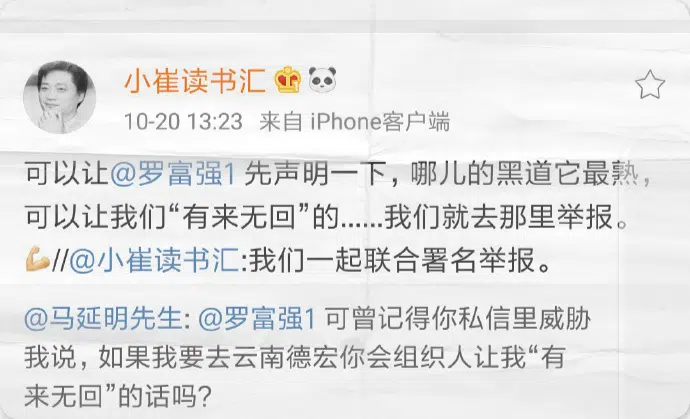 小崔读书汇
10-20 13:23 来自 iPhone客户端
可以让@罗富强1 先声明一下，哪儿的黑道它最熟，
可以让我们“有来无回”的......我们就去那里举报。
//@小崔读书汇:我们一起联合署名举报。
@马延明先生: @罗富强1 可曾记得你私信里威胁
我说，如果我要去云南德宏你会组织人让我“有
来无回”的话吗？